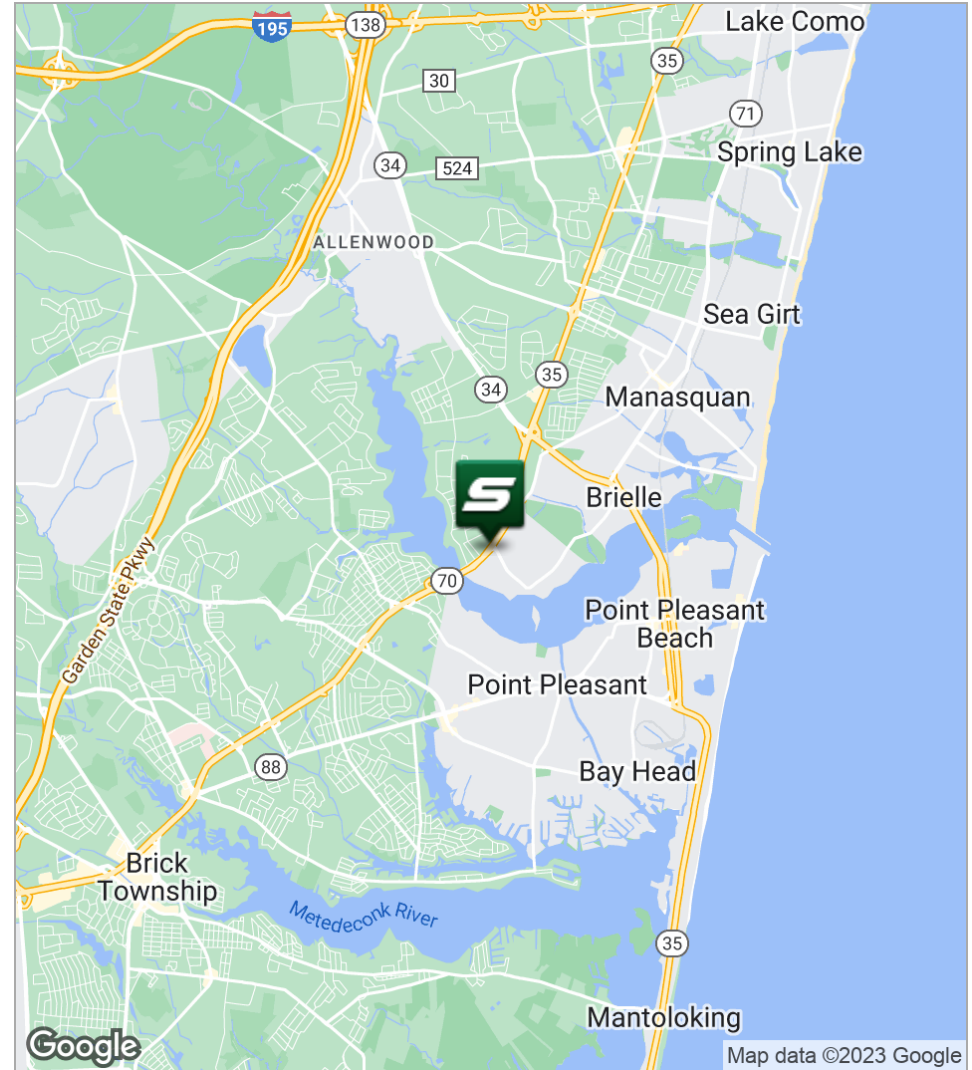 195
138
Lake Como
35
30
71
34
524
Spring Lake
ALLENWOOD
Sea Girt
35
34
Manasquan
S
Brielle
Garden State Pkwy
70
Point Pleasant
Beach
Point Pleasant
88
Bay Head
Brick
Township
Metedeconk River
35
Mantoloking
Google
Map data ©2023 Google